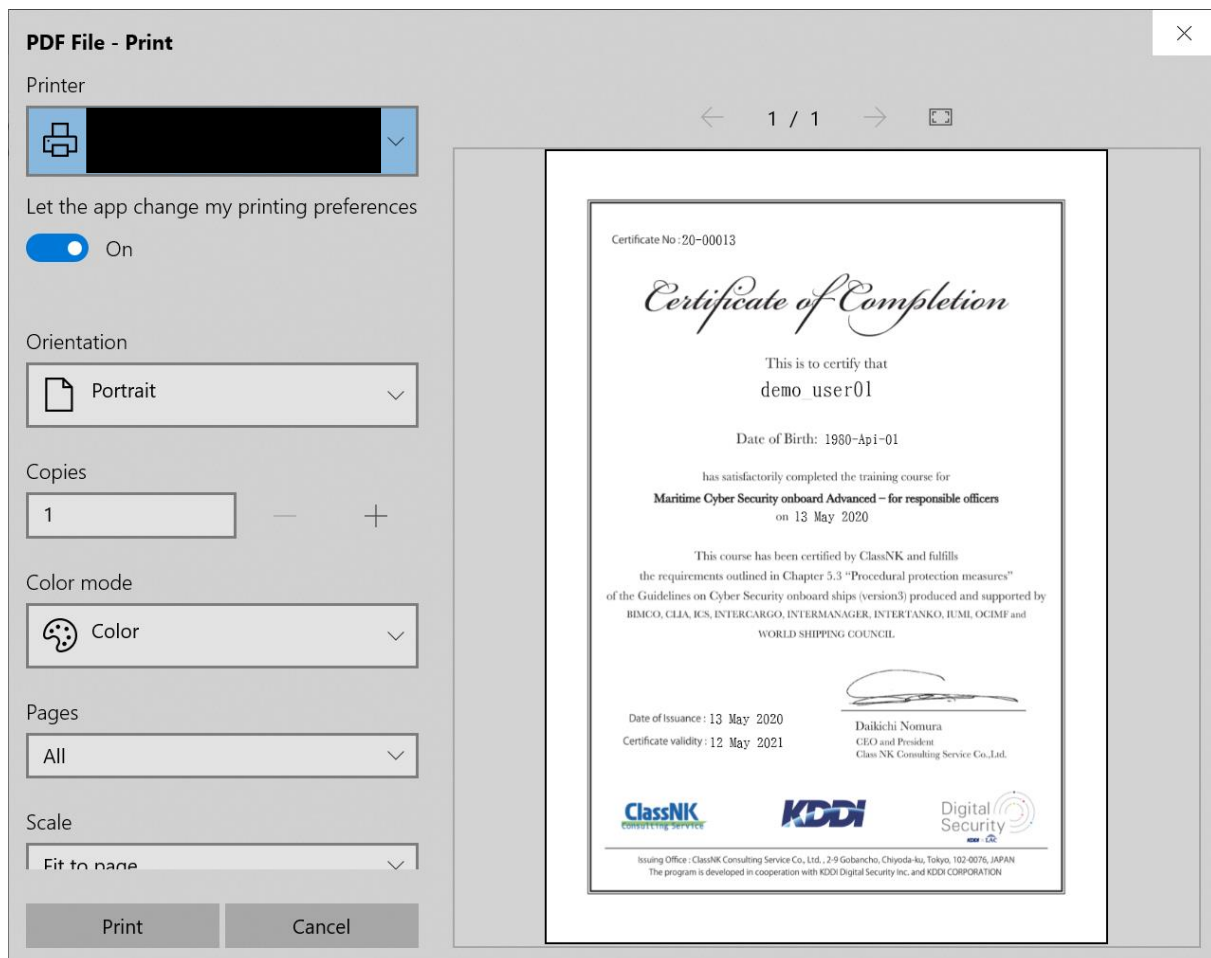 PDF File - Print
Printer
Let the app change my printing preferences
On
Orientation
Portrait
Copies
1
Color mode
Color
Pages
All
Scale
Fit to page
Print
Cancel
1 / 1
Certificate No : 20-00013
Certificate of Completion
This is to certify that
demo_user01
Date of Birth: 1980-Api-01
has satisfactorily completed the training course for
Maritime Cyber Security onboard Advanced – for responsible officers
on 13 May 2020
This course has been certified by ClassNK and fulfills
the requirements outlined in Chapter 5.3 “Procedural protection measures”
of the Guidelines on Cyber Security onboard ships (version3) produced and supported by
BIMCO, CLIA, ICS, INTERCARGO, INTERMANAGER, INTERTANKO, IUMI, OCIMF and
WORLD SHIPPING COUNCIL
Date of Issuance : 13 May 2020
Certificate validity : 12 May 2021
Daikichi Nomura
CEO and President
Class NK Consulting Service Co.,Ltd.
ClassNK
Consulting Service
KDDI
Digital
Security
KDDI LAC
Issuing Office : ClassNK Consulting Service Co., Ltd. , 2-9 Gobancho, Chiyoda-ku, Tokyo, 102-0076, JAPAN
The program is developed in cooperation with KDDI Digital Security Inc. and KDDI CORPORATION